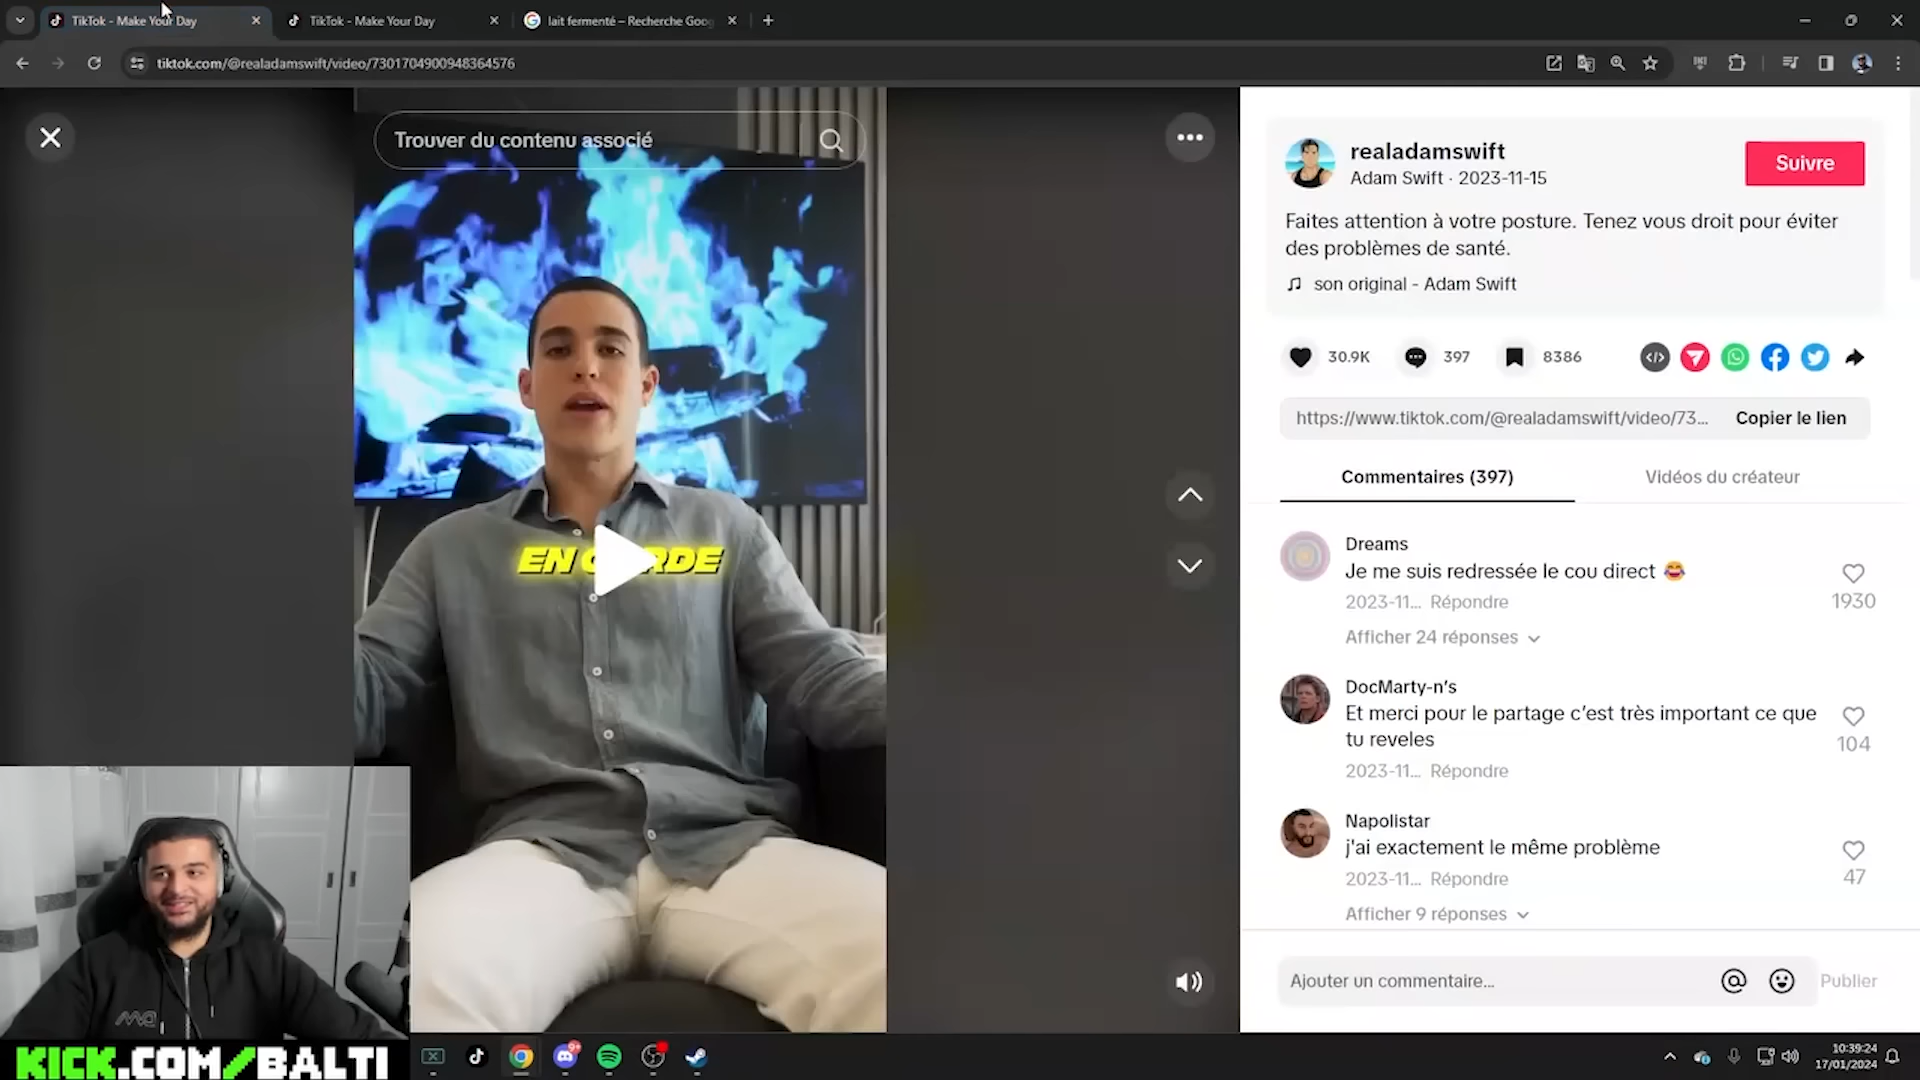 TikTok - Make Your Day
TikTok - Make Your Day
lait fermenté – Recherche Goog
tiktok.com/@realadamswift/video/7301704900948364576
Trouver du contenu associé
EN G
RDE
realadamswift
Adam Swift · 2023-11-15
Suivre
Faites attention à votre posture. Tenez vous droit pour éviter
des problèmes de santé.
son original - Adam Swift
30.9K
397
8386
https://www.tiktok.com/@realadamswift/video/73...
Copier le lien
Commentaires (397)
Vidéos du créateur
Dreams
Je me suis redressée le cou direct 😂
2023-11... Répondre
1930
Afficher 24 réponses
DocMarty-n's
Et merci pour le partage c'est très important ce que
tu reveles
104
2023-11... Répondre
Napolistar
j'ai exactement le même problème
2023-11... Répondre
47
Afficher 9 réponses
Ajouter un commentaire...
Publier
KICK.COM/BALTI
10:39:24
17/01/2024